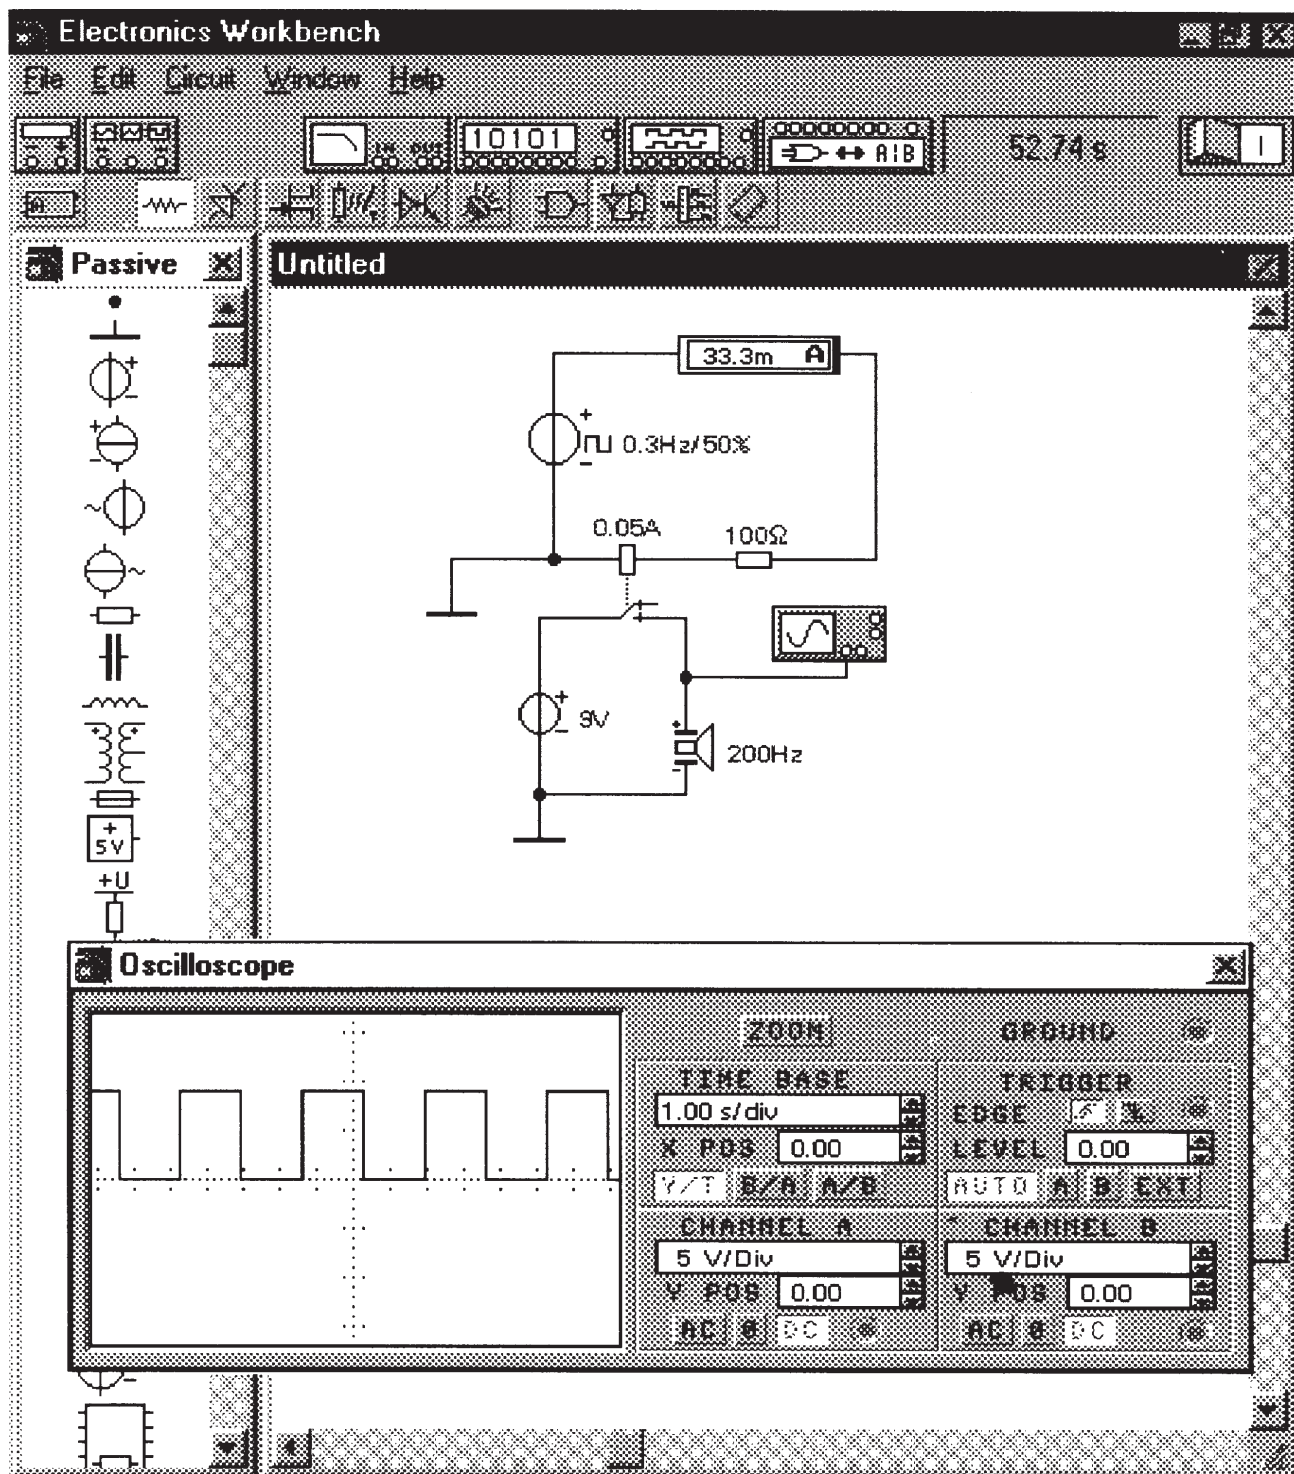 Electronics Workbench
File Edit Circuit Window Help
10101
IN OUT
A|B
52.74 s
Passive
Untitled
33.3m A
0.3Hz/50%
0.05A
100Ω
9V
200Hz
+
5V
+U
Oscilloscope
ZOOM
GROUND
TIME BASE
1.00 s/div
X POS 0.00
Y/T B/A A/B
TRIGGER
EDGE
LEVEL 0.00
AUTO A B EXT
CHANNEL A
5 V/Div
Y POS 0.00
AC 0 DC
CHANNEL B
5 V/Div
Y POS 0.00
AC 0 DC